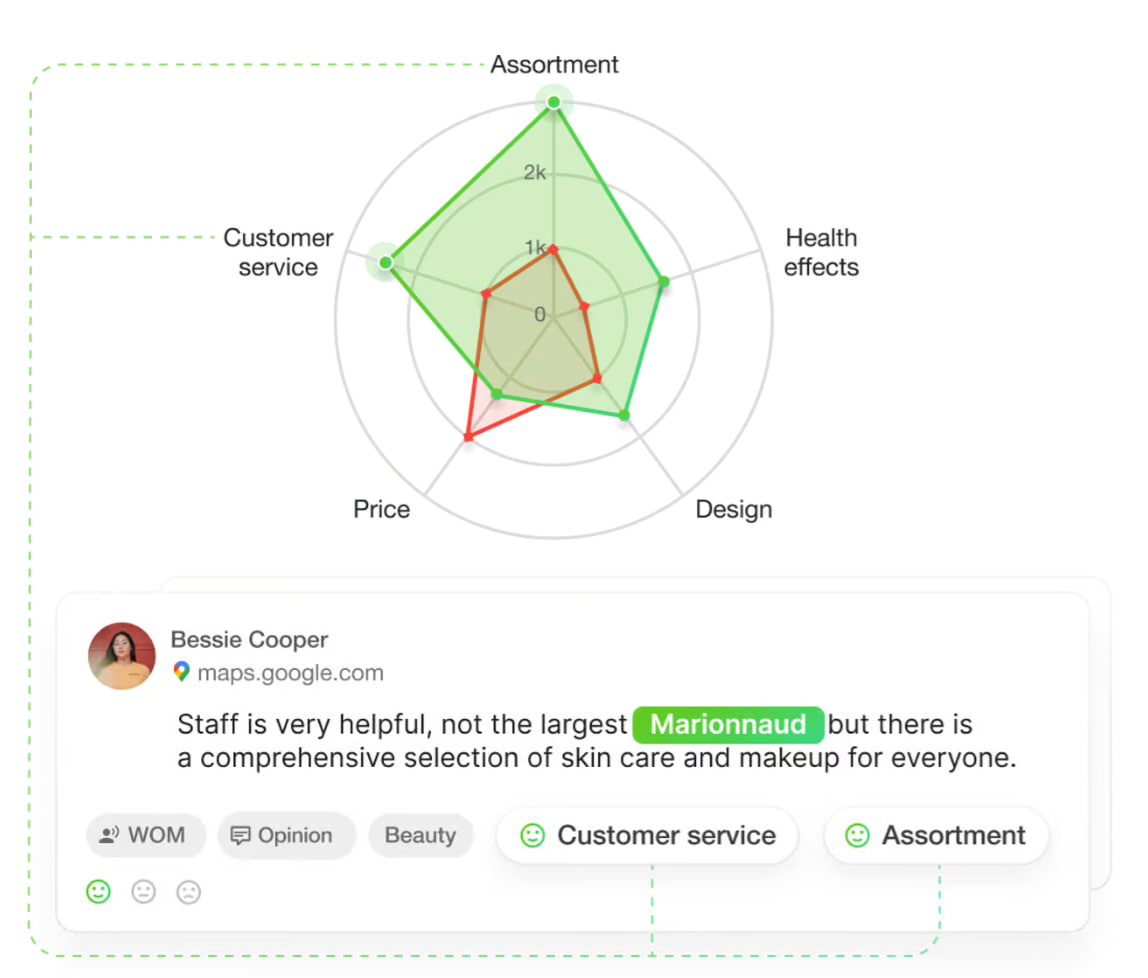 Assortment
2k
Customer
service
Health
effects
1k
0
Price
Design
Bessie Cooper
maps.google.com
Staff is very helpful, not the largest Marionnaud but there is
a comprehensive selection of skin care and makeup for everyone.
WOM Opinion Beauty Customer service Assortment